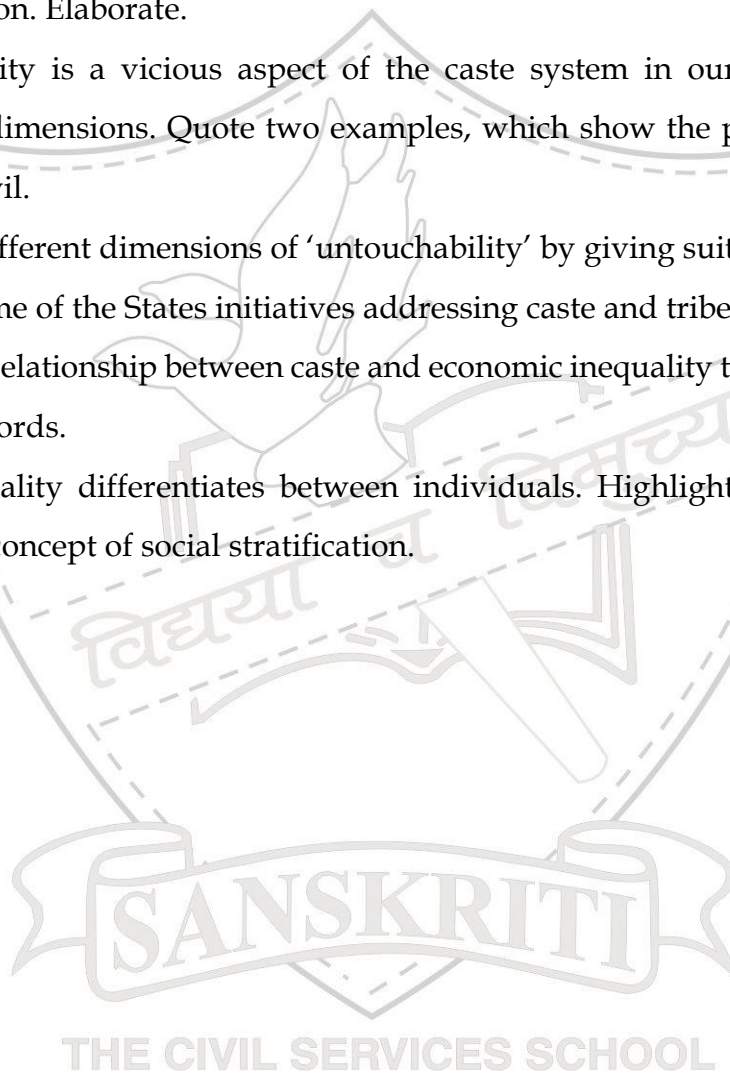 on. Elaborate.
ity is a vicious aspect of the caste system in our
dimensions. Quote two examples, which show the p
vil.
fferent dimensions of ‘untouchability’ by giving suit
ne of the States initiatives addressing caste and tribe
elationship between caste and economic inequality t
ords.
ality differentiates between individuals. Highlight
concept of social stratification.
विद्यया च विमुच्य
SANSKRITI
THE CIVIL SERVICES SCHOOL